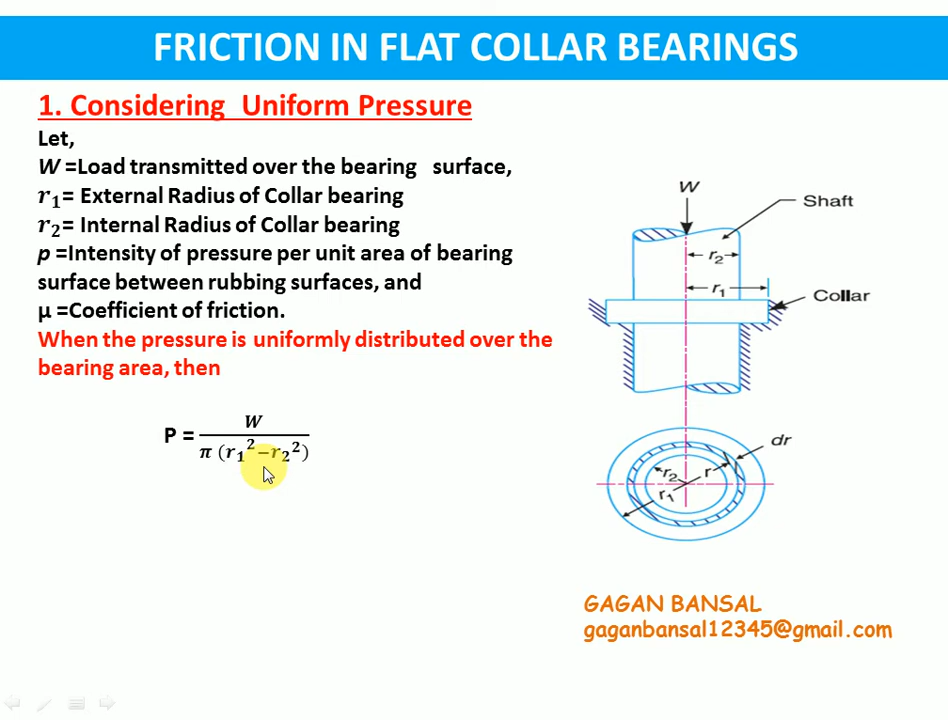 FRICTION IN FLAT COLLAR BEARINGS
1. Considering Uniform Pressure
Let,
W =Load transmitted over the bearing surface,
r₁= External Radius of Collar bearing
r₂= Internal Radius of Collar bearing
p =Intensity of pressure per unit area of bearing
surface between rubbing surfaces, and
μ =Coefficient of friction.
When the pressure is uniformly distributed over the
bearing area, then
P = W / π (r₁² − r₂²)
W
Shaft
r₂
r₁
Collar
dr
r₂
r
r₁
GAGAN BANSAL
gaganbansal12345@gmail.com